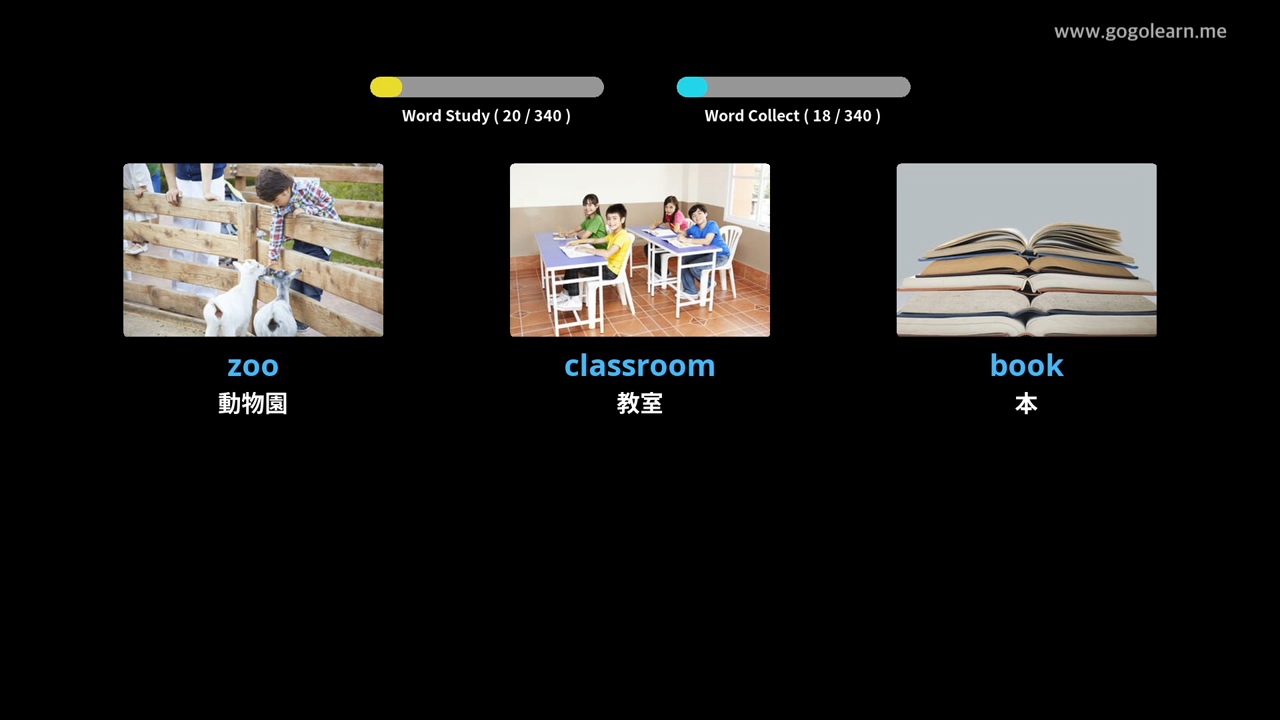 www.gogolearn.me
Word Study ( 20 / 340 )
Word Collect ( 18 / 340 )
zoo
動物園
classroom
教室
book
本